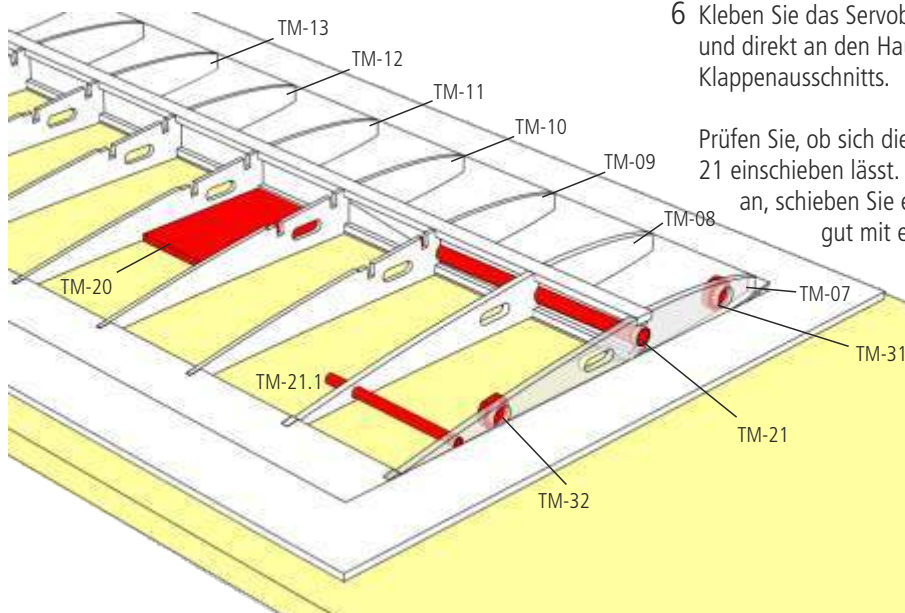 TM-13
TM-12
TM-11
TM-10
TM-09
TM-08
TM-07
TM-31
TM-21
TM-32
TM-21.1
TM-20
6 Kleben Sie das
und direkt an den
Klappenausschnitts.
Prüfen Sie, ob sich die
21 einschieben lässt.
an, schieben Sie
gut mit